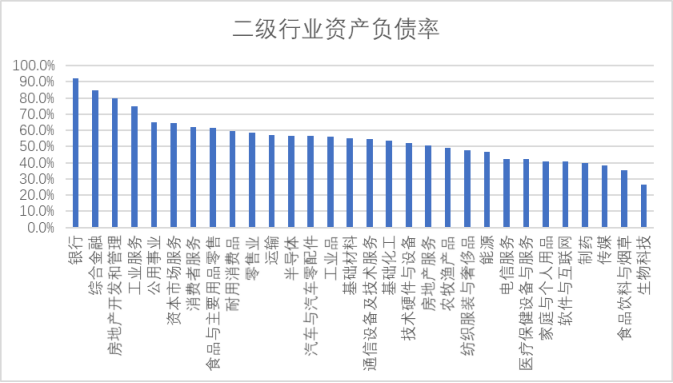 二级行业资产负债率
100.0%
90.0%
80.0%
70.0%
60.0%
50.0%
40.0%
30.0%
20.0%
10.0%
0.0%
银行
综合金融
房地产开发和管理
工业服务
公用事业
资本市场服务
消费者服务
食品与主要用品零售
耐用消费品
零售业
运输
半导体
汽车与汽车零配件
工业品
基础材料
通信设备及技术服务
基础化工
技术硬件与设备
房地产服务
农牧渔产品
纺织服装与奢侈品
能源
电信服务
医疗保健设备与服务
家庭与个人用品
软件与互联网
制药
传媒
食品饮料与烟草
生物科技